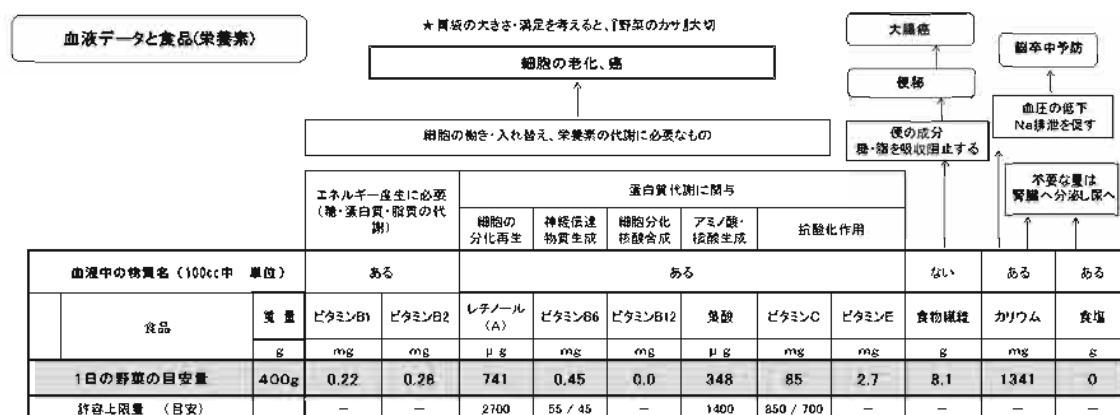 血液データと食品(栄養素)
★胃袋の大きさ・満足を考えると、『野菜のカサ』大切
細胞の老化、癌
大腸癌
脳卒中予防
便秘
血圧の低下
Na排泄を促す
細胞の働き・入れ替え、栄養素の代謝に必要なもの
便の成分
糖・脂を吸収阻止する
不要な量は
腎臓へ分泌し尿へ
エネルギー産生に必要
(糖・蛋白質・脂質の代
謝)
蛋白質代謝に関与
細胞の
分化再生
神経伝達
物質生成
細胞分化
核酸合成
アミノ酸・
核酸生成
抗酸化作用
血液中の物質名(100cc中 単位)
ある
ある
ない
ある
ある
食品
重量
ビタミンB1
ビタミンB2
レチノール
(A)
ビタミンB6
ビタミンB12
葉酸
ビタミンC
ビタミンE
食物繊維
カリウム
食塩
g
mg
mg
μg
mg
mg
μg
mg
mg
g
mg
g
1日の野菜の目安量 400g 0.22 0.28 741 0.45 0.0 348 85 2.7 8.1 1341 0
許容上限量 (目安) － － 2700 55 / 45 － 1400 850 / 700 － － － －